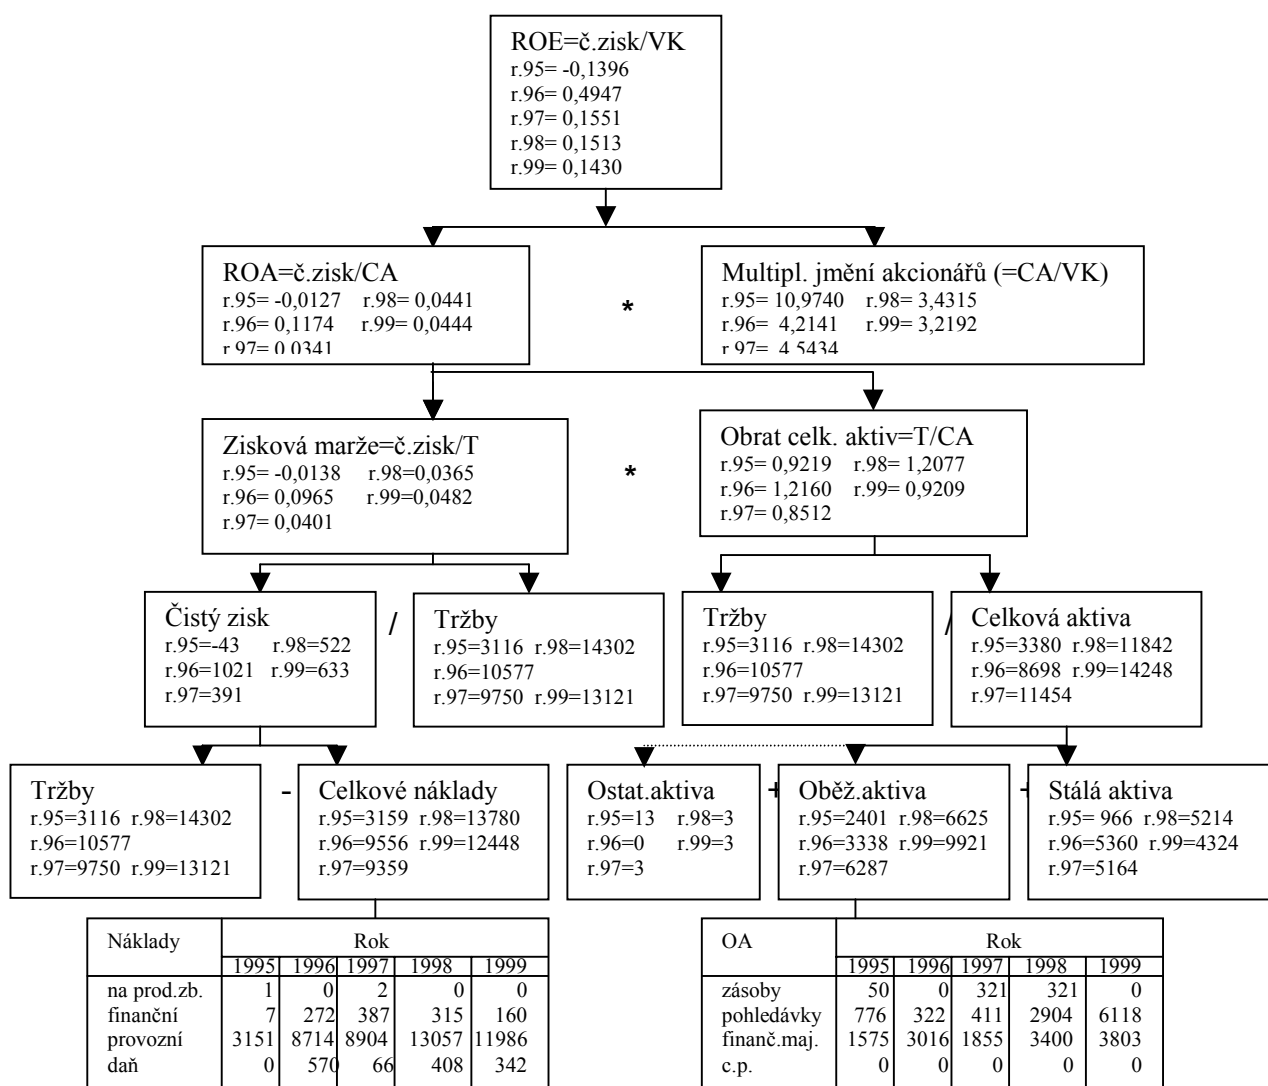 ROE=č.zisk/VK
r.95= -0,1396
r.96= 0,4947
r.97= 0,1551
r.98= 0,1513
r.99= 0,1430
ROA=č.zisk/CA
r.95= -0,0127 r.98= 0,0441
r.96= 0,1174 r.99= 0,0444
r.97= 0,0341
*
Multipl. jmění akcionářů (=CA/VK)
r.95= 10,9740 r.98= 3,4315
r.96= 4,2141 r.99= 3,2192
r.97= 4,5434
Zisková marže=č.zisk/T
r.95= -0,0138 r.98=0,0365
r.96= 0,0965 r.99=0,0482
r.97= 0,0401
*
Obrat celk. aktiv=T/CA
r.95= 0,9219 r.98= 1,2077
r.96= 1,2160 r.99= 0,9209
r.97= 0,8512
Čistý zisk
r.95=-43 r.98=522
r.96=1021 r.99=633
r.97=391
/
Tržby
r.95=3116 r.98=14302
r.96=10577
r.97=9750 r.99=13121
Tržby
r.95=3116 r.98=14302
r.96=10577
r.97=9750 r.99=13121
/
Celková aktiva
r.95=3380 r.98=11842
r.96=8698 r.99=14248
r.97=11454
Tržby
r.95=3116 r.98=14302
r.96=10577
r.97=9750 r.99=13121
-
Celkové náklady
r.95=3159 r.98=13780
r.96=9556 r.99=12448
r.97=9359
Ostat.aktiva
r.95=13 r.98=3
r.96=0 r.99=3
r.97=3
+
Oběž.aktiva
r.95=2401 r.98=6625
r.96=3338 r.99=9921
r.97=6287
+
Stálá aktiva
r.95= 966 r.98=5214
r.96=5360 r.99=4324
r.97=5164
Náklady Rok
1995 1996 1997 1998 1999
na prod.zb. 1 0 2 0 0
finanční 7 272 387 315 160
provozní 3151 8714 8904 13057 11986
daň 0 570 66 408 342
OA Rok
1995 1996 1997 1998 1999
zásoby 50 0 321 321 0
pohledávky 776 322 411 2904 6118
finanč.maj. 1575 3016 1855 3400 3803
c.p. 0 0 0 0 0